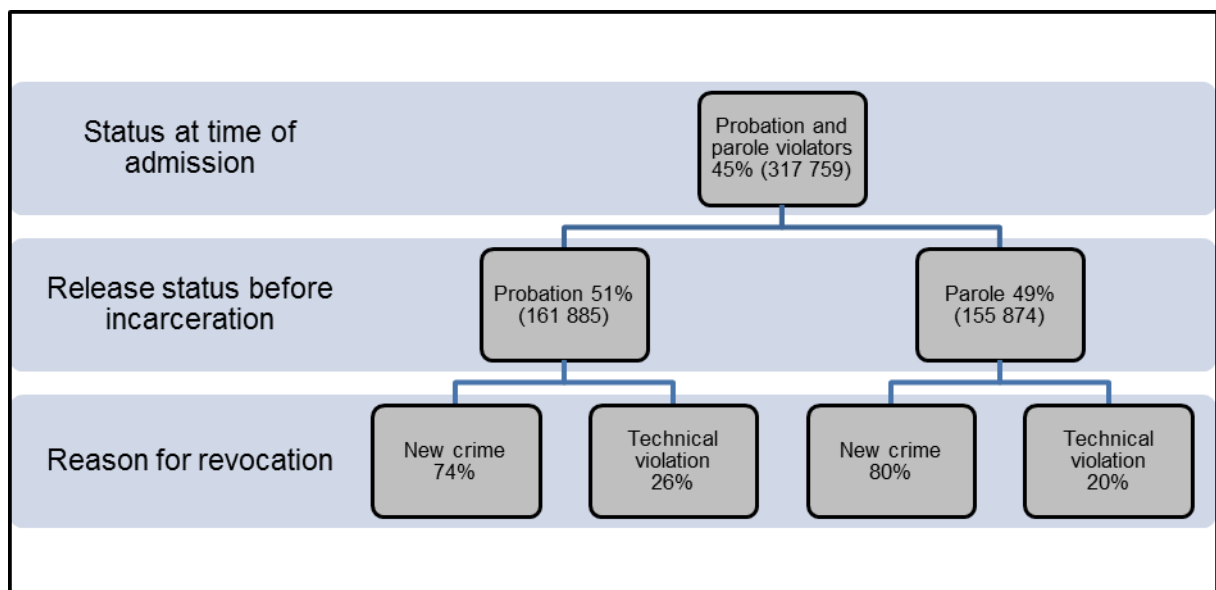 Status at time of
admission
Probation and
parole violators
45% (317 759)
Release status before
incarceration
Probation 51%
(161 885)
Parole 49%
(155 874)
Reason for revocation
New crime
74%
Technical
violation
26%
New crime
80%
Technical
violation
20%